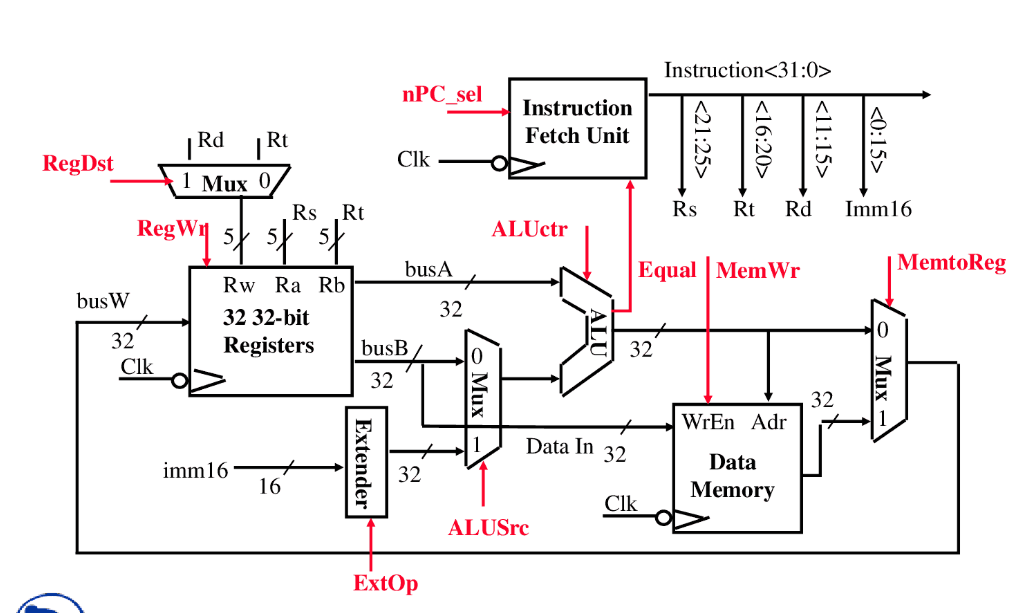 Instruction<31:0>
nPC_sel
Instruction
Fetch Unit
Clk
<21:25>
<16:20>
<11:15>
<0:15>
Rs
Rt
Rd
Imm16
Rd
Rt
RegDst
1 Mux 0
RegWr
5
5
Rs
5
Rt
ALUctr
Equal
MemWr
MemtoReg
busW
32
Clk
Rw Ra Rb
32 32-bit
Registers
busA
32
busB
32
0
Mux
1
ALU
32
0
Mux
1
imm16
16
Extender
32
Data In
32
WrEn Adr
Data
Memory
Clk
32
ALUSrc
ExtOp